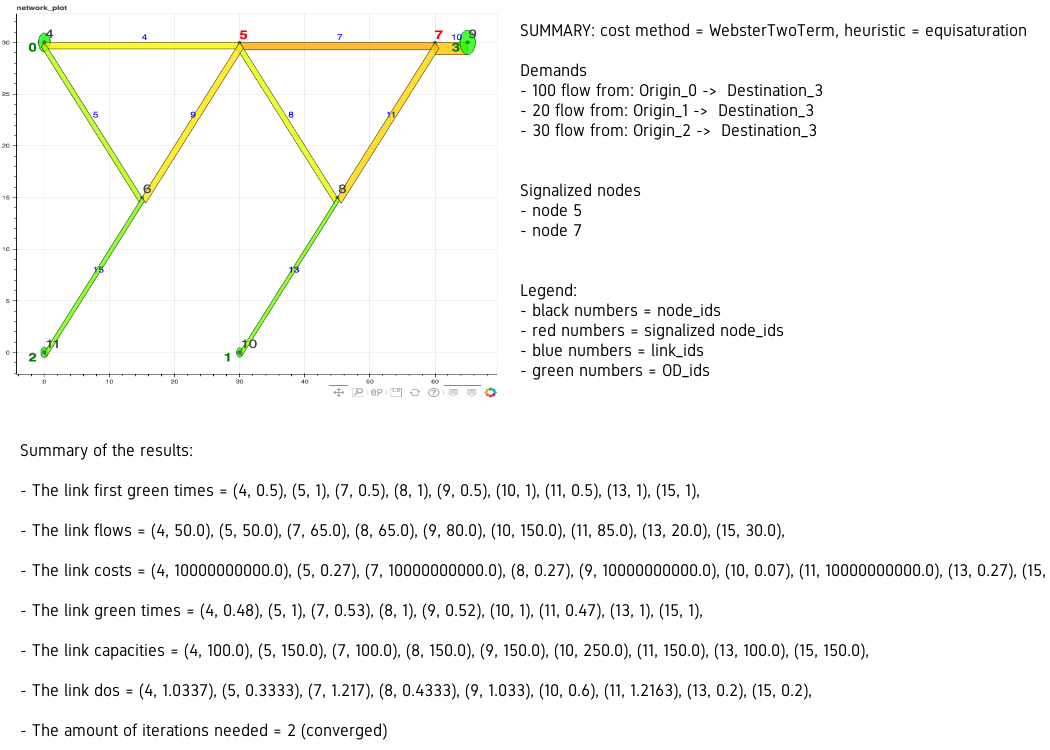 network_plot
SUMMARY: cost method = WebsterTwoTerm, heuristic = equisaturation
Demands
- 100 flow from: Origin_0 -> Destination_3
- 20 flow from: Origin_1 -> Destination_3
- 30 flow from: Origin_2 -> Destination_3
Signalized nodes
- node 5
- node 7
Legend:
- black numbers = node_ids
- red numbers = signalized node_ids
- blue numbers = link_ids
- green numbers = OD_ids
30
25
20
15
10
5
0
0
10
20
30
40
50
60
4
0
4
5
7
7
10
3
9
5
9
8
11
6
8
15
13
11
2
10
1
Summary of the results:
- The link first green times = (4, 0.5), (5, 1), (7, 0.5), (8, 1), (9, 0.5), (10, 1), (11, 0.5), (13, 1), (15, 1),
- The link flows = (4, 50.0), (5, 50.0), (7, 65.0), (8, 65.0), (9, 80.0), (10, 150.0), (11, 85.0), (13, 20.0), (15, 30.0),
- The link costs = (4, 10000000000.0), (5, 0.27), (7, 10000000000.0), (8, 0.27), (9, 10000000000.0), (10, 0.07), (11, 10000000000.0), (13, 0.27), (15,
- The link green times = (4, 0.48), (5, 1), (7, 0.53), (8, 1), (9, 0.52), (10, 1), (11, 0.47), (13, 1), (15, 1),
- The link capacities = (4, 100.0), (5, 150.0), (7, 100.0), (8, 150.0), (9, 150.0), (10, 250.0), (11, 150.0), (13, 100.0), (15, 150.0),
- The link dos = (4, 1.0337), (5, 0.3333), (7, 1.217), (8, 0.4333), (9, 1.033), (10, 0.6), (11, 1.2163), (13, 0.2), (15, 0.2),
- The amount of iterations needed = 2 (converged)